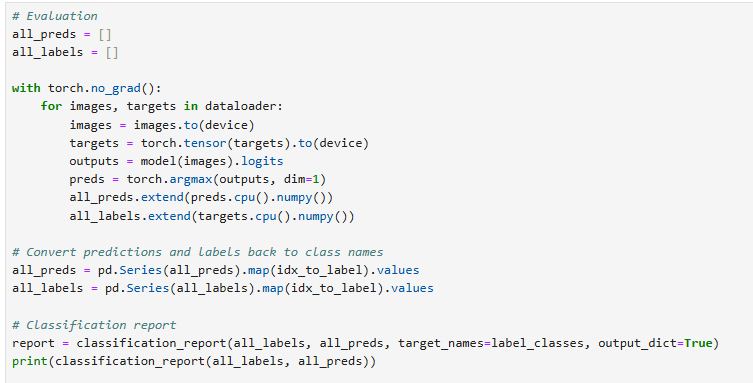 # Evaluation
all_preds = []
all_labels = []

with torch.no_grad():
    for images, targets in dataloader:
        images = images.to(device)
        targets = torch.tensor(targets).to(device)
        outputs = model(images).logits
        preds = torch.argmax(outputs, dim=1)
        all_preds.extend(preds.cpu().numpy())
        all_labels.extend(targets.cpu().numpy())

# Convert predictions and labels back to class names
all_preds = pd.Series(all_preds).map(idx_to_label).values
all_labels = pd.Series(all_labels).map(idx_to_label).values

# Classification report
report = classification_report(all_labels, all_preds, target_names=label_classes, output_dict=True)
print(classification_report(all_labels, all_preds))